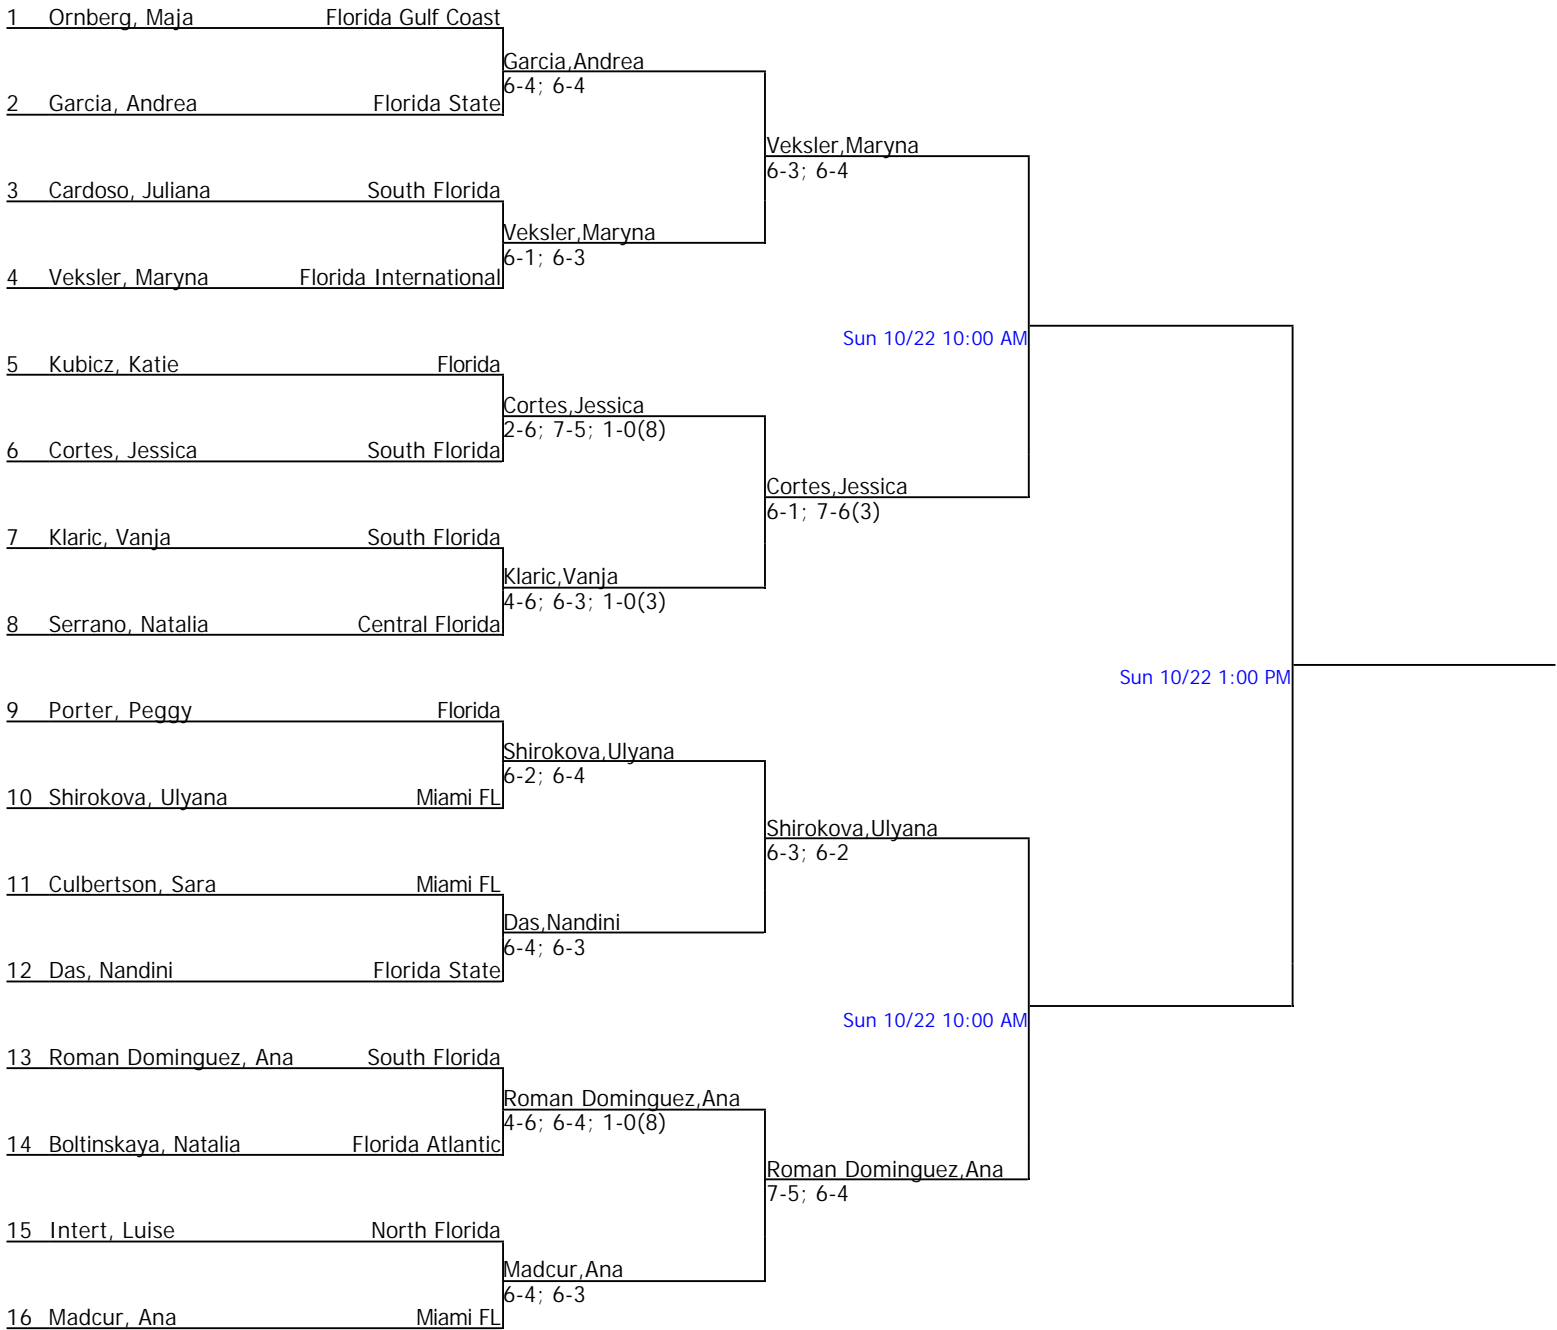 1 Ornberg, Maja Florida Gulf Coast
Garcia,Andrea
6-4; 6-4
2 Garcia, Andrea Florida State
Veksler,Maryna
6-3; 6-4
3 Cardoso, Juliana South Florida
Veksler,Maryna
6-1; 6-3
4 Veksler, Maryna Florida International
Sun 10/22 10:00 AM
5 Kubicz, Katie Florida
Cortes,Jessica
2-6; 7-5; 1-0(8)
6 Cortes, Jessica South Florida
Cortes,Jessica
6-1; 7-6(3)
7 Klaric, Vanja South Florida
Klaric,Vanja
4-6; 6-3; 1-0(3)
8 Serrano, Natalia Central Florida
Sun 10/22 1:00 PM
9 Porter, Peggy Florida
Shirokova,Ulyana
6-2; 6-4
10 Shirokova, Ulyana Miami FL
Shirokova,Ulyana
6-3; 6-2
11 Culbertson, Sara Miami FL
Das,Nandini
6-4; 6-3
12 Das, Nandini Florida State
Sun 10/22 10:00 AM
13 Roman Dominguez, Ana South Florida
Roman Dominguez,Ana
4-6; 6-4; 1-0(8)
14 Boltinskaya, Natalia Florida Atlantic
Roman Dominguez,Ana
7-5; 6-4
15 Intert, Luise North Florida
Madcur,Ana
6-4; 6-3
16 Madcur, Ana Miami FL